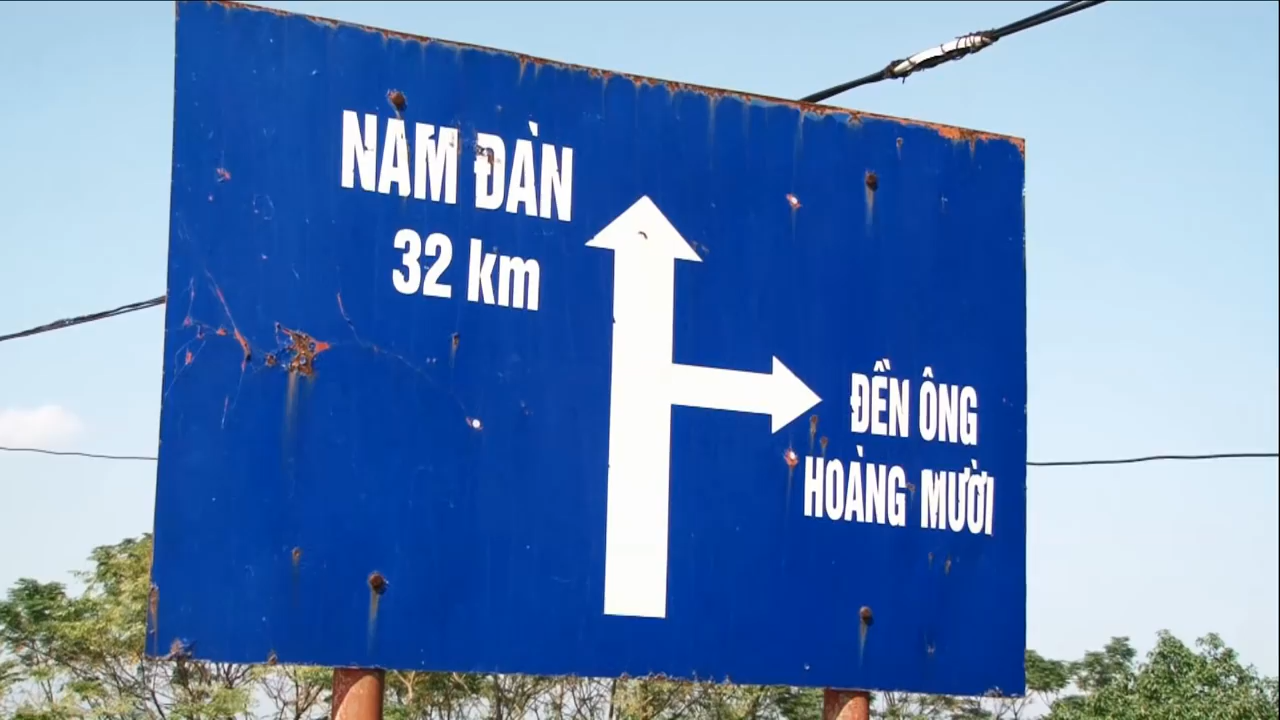 NAM ĐÀN
32 km
ĐỀN ÔNG
HOÀNG MƯỜI